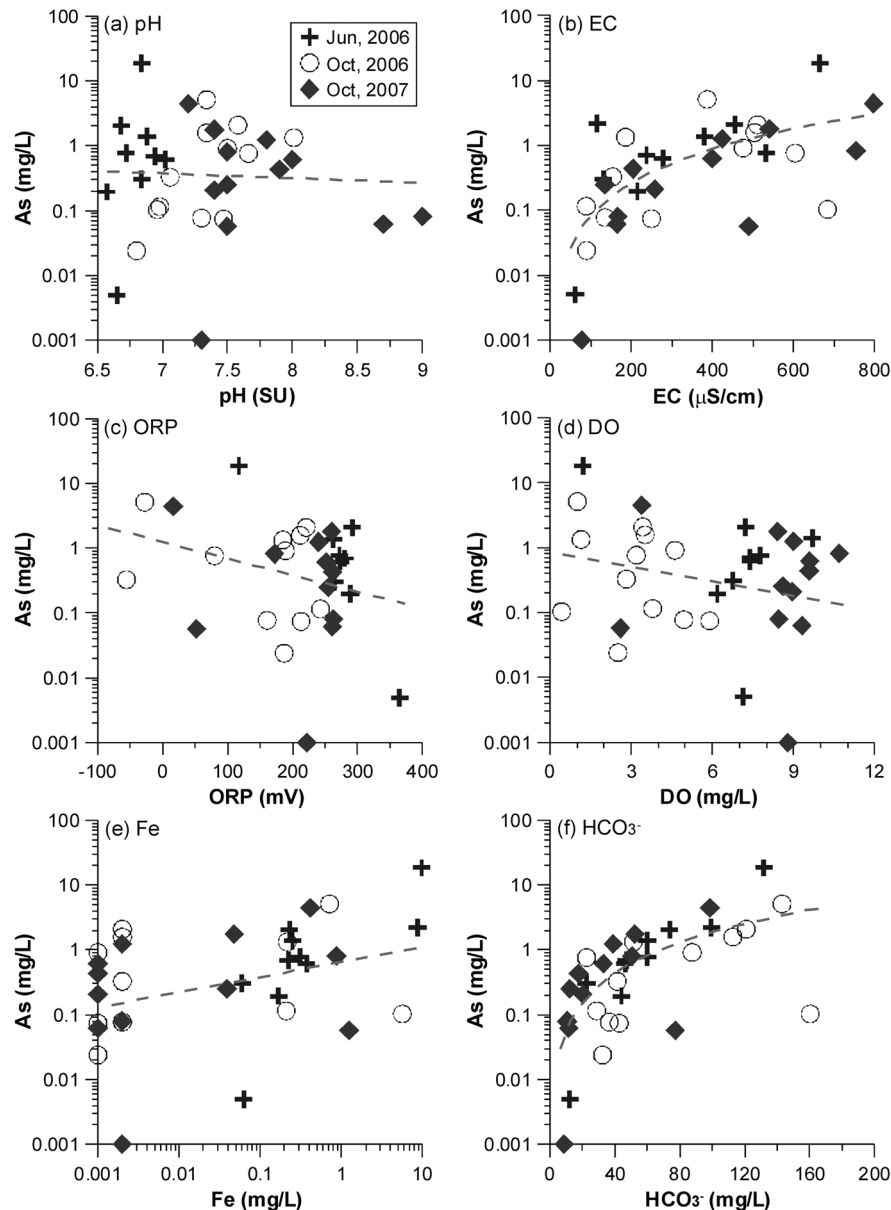 (a) pH
Jun, 2006
Oct, 2006
Oct, 2007
100
10
1
0.1
0.01
0.001
As (mg/L)
6.5 7 7.5 8 8.5 9
pH (SU)
(b) EC
100
10
1
0.1
0.01
0.001
As (mg/L)
0 200 400 600 800
EC (µS/cm)
(c) ORP
100
10
1
0.1
0.01
0.001
As (mg/L)
-100 0 100 200 300 400
ORP (mV)
(d) DO
100
10
1
0.1
0.01
0.001
As (mg/L)
0 3 6 9 12
DO (mg/L)
(e) Fe
100
10
1
0.1
0.01
0.001
As (mg/L)
0.001 0.01 0.1 1 10
Fe (mg/L)
(f) HCO₃⁻
100
10
1
0.1
0.01
0.001
As (mg/L)
0 40 80 120 160 200
HCO₃⁻ (mg/L)